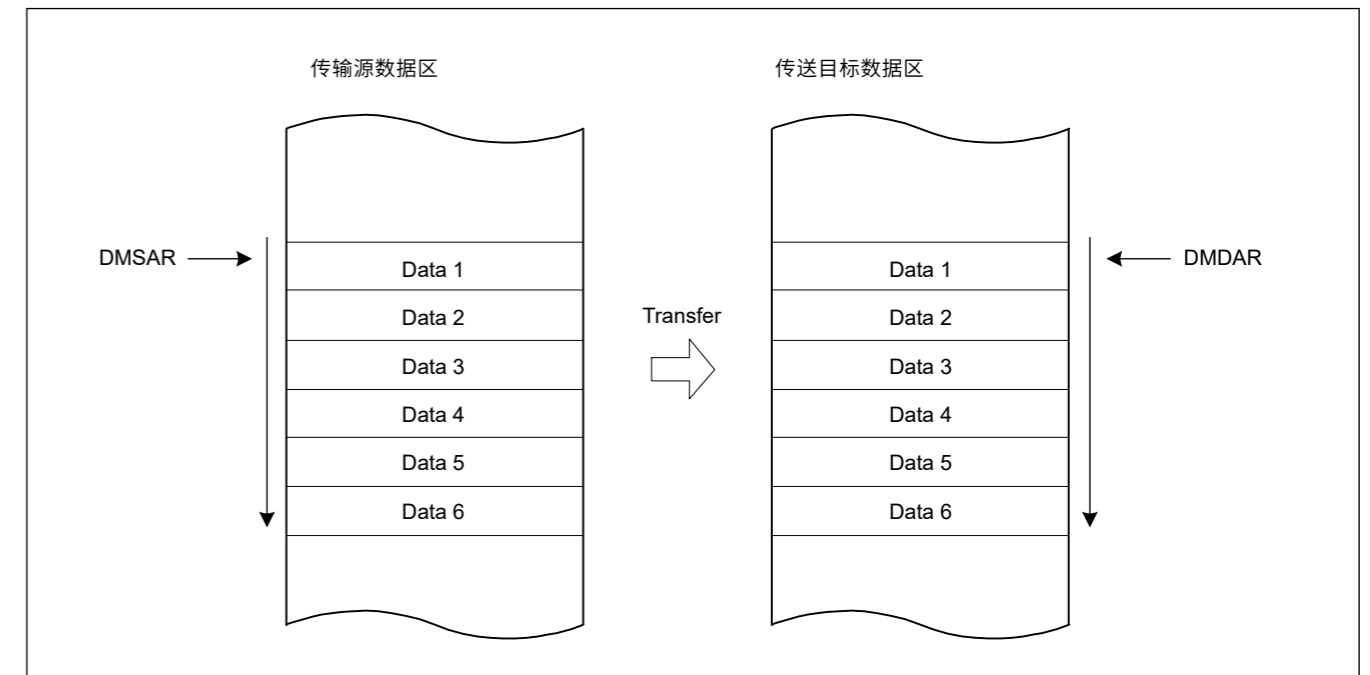 传输源数据区
传送目标数据区
DMSAR
DMDAR
Data 1
Data 2
Data 3
Data 4
Data 5
Data 6
Transfer
Data 1
Data 2
Data 3
Data 4
Data 5
Data 6